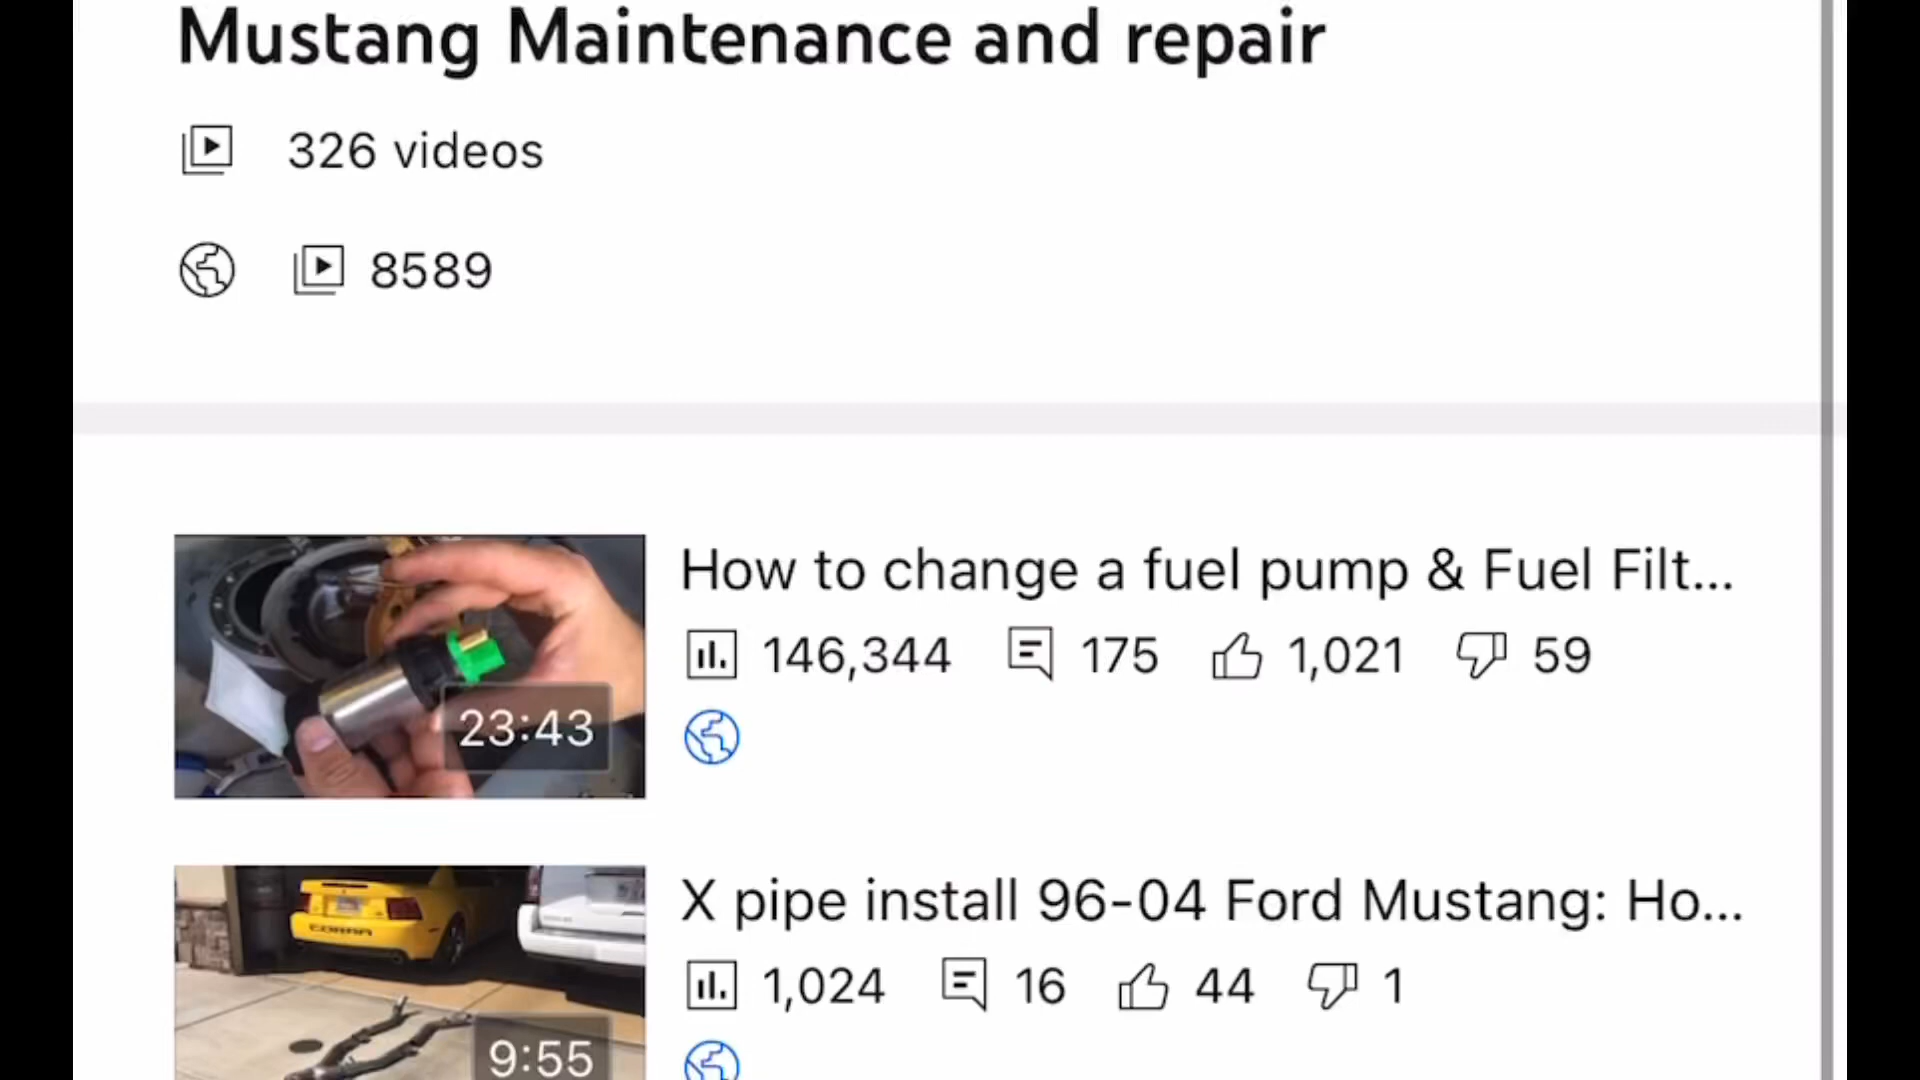 Mustang Maintenance and repair
326 videos
8589
How to change a fuel pump & Fuel Filt...
146,344 175 1,021 59
23:43
X pipe install 96-04 Ford Mustang: Ho...
1,024 16 44 1
COBRA
9:55